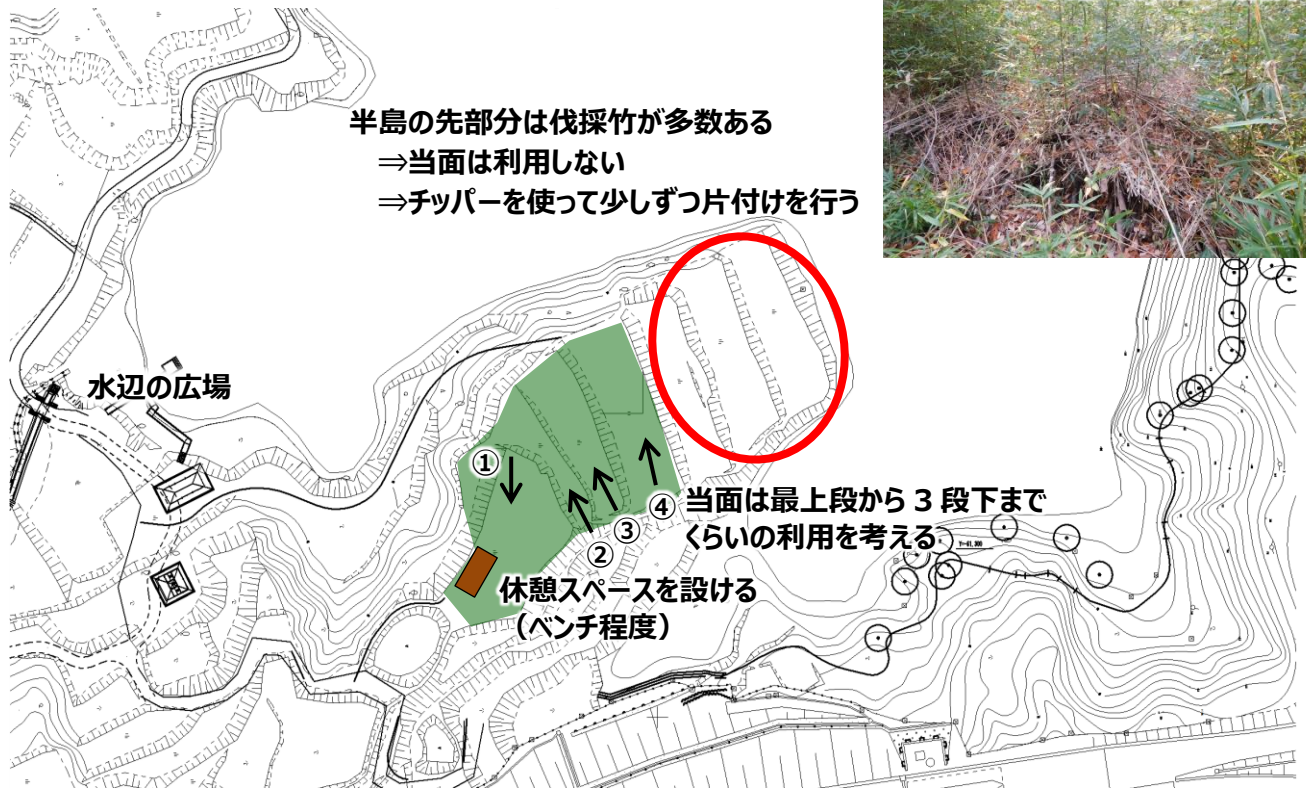 半島の先部分は伐採竹が多数ある
⇒当面は利用しない
⇒チッパーを使って少しずつ片付けを行う
水辺の広場
①
②
③
④
当面は最上段から3段下まで
くらいの利用を考える
休憩スペースを設ける
(ベンチ程度)